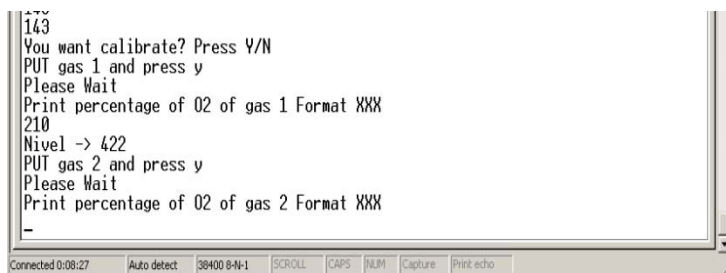 143
You want calibrate? Press Y/N
PUT gas 1 and press y
Please Wait
Print percentage of O2 of gas 1 Format XXX
210
Nivel -> 422
PUT gas 2 and press y
Please Wait
Print percentage of O2 of gas 2 Format XXX
_
Connected 0:08:27 Auto detect 38400 8-N-1 SCROLL CAPS NUM Capture Print echo